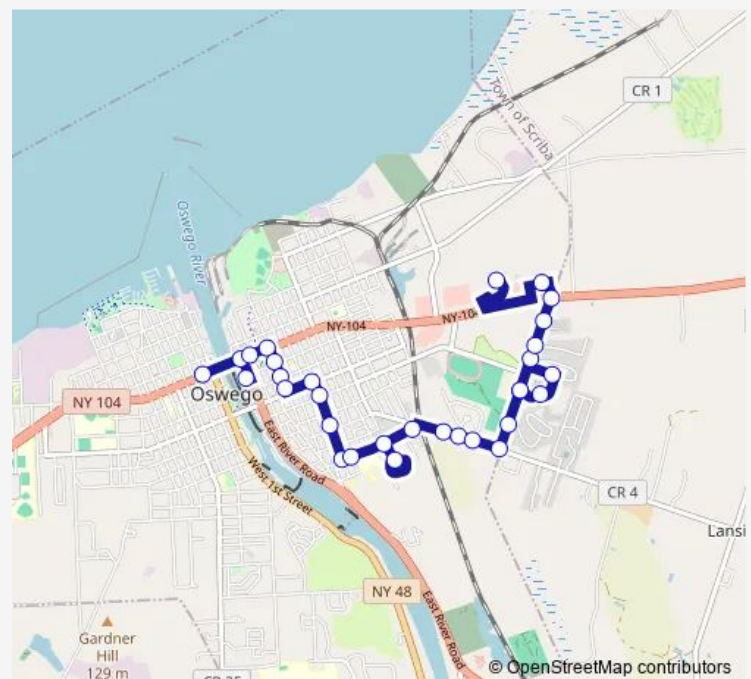 CR 1
Town of Scriba
Oswego River
NY-104
NY-10
NY 104
Oswego
East River Road
West 1st Street
CR 4
Lansi
NY 48
East River Road
Gardner
Hill
129 m
© OpenStreetMap contributors